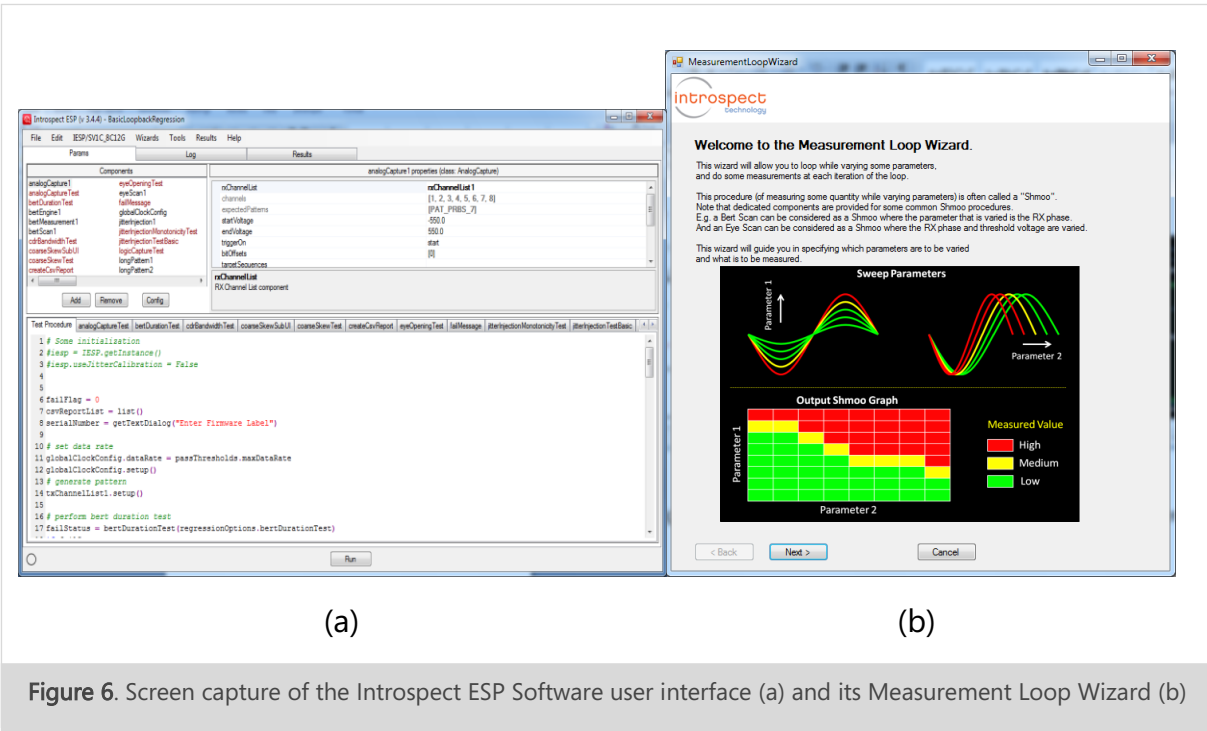 Introspect ESP (v 3.4.4) - BasicLoopbackRegression
File Edit IESP/SV1C_8C12G Wizards Tools Results Help
Params Log Results
Components
analogCapture1 eyeOpeningTest
analogCaptureTest eyeScan1
bertDurationTest failMessage
bertEngine1 globalClockConfig
bertMeasurement1 jitterInjection1
bertScan1 jitterInjectionMonotonicityTest
cdrBandwidthTest jitterInjectionTestBasic
coarseSkewSubUI logicCaptureTest
coarseSkewTest longPattern1
createCsvReport longPattern2
Add Remove Config
analogCapture1 properties (class: AnalogCapture)
rxChannelList rxChannelList1
channels [1, 2, 3, 4, 5, 6, 7, 8]
expectedPatterns [PAT_PRBS_7]
startVoltage -550.0
endVoltage 550.0
triggerOn start
bitOffsets [0]
targetSequences
rxChannelList
RX Channel List component
Test Procedure analogCaptureTest bertDurationTest cdrBandwidthTest coarseSkewSubUI coarseSkewTest createCsvReport eyeOpeningTest failMessage jitterInjectionMonotonicityTest jitterInjectionTestBasic
1 # Some initialization
2 #iesp = IESP.getInstance()
3 #iesp.useJitterCalibration = False
4
5
6 failFlag = 0
7 csvReportList = list()
8 serialNumber = getTextDialog("Enter Firmware Label")
9
10 # set data rate
11 globalClockConfig.dataRate = passThresholds.maxDataRate
12 globalClockConfig.setup()
13 # generate pattern
14 txChannelList1.setup()
15
16 # perform bert duration test
17 failStatus = bertDurationTest(regressionOptions.bertDurationTest)
Run
(a)
MeasurementLoopWizard
introspect
technology
Welcome to the Measurement Loop Wizard.
This wizard will allow you to loop while varying some parameters,
and do some measurements at each iteration of the loop.
This procedure (of measuring some quantity while varying parameters) is often called a "Shmoo".
Note that dedicated components are provided for some common Shmoo procedures.
E.g. a Bert Scan can be considered as a Shmoo where the parameter that is varied is the RX phase.
And an Eye Scan can be considered as a Shmoo where the RX phase and threshold voltage are varied.
This wizard will guide you in specifying which parameters are to be varied
and what is to be measured.
Sweep Parameters
Parameter 1
Parameter 2
Output Shmoo Graph
Parameter 1
Parameter 2
Measured Value
High
Medium
Low
< Back Next > Cancel
(b)
Figure 6. Screen capture of the Introspect ESP Software user interface (a) and its Measurement Loop Wizard (b)